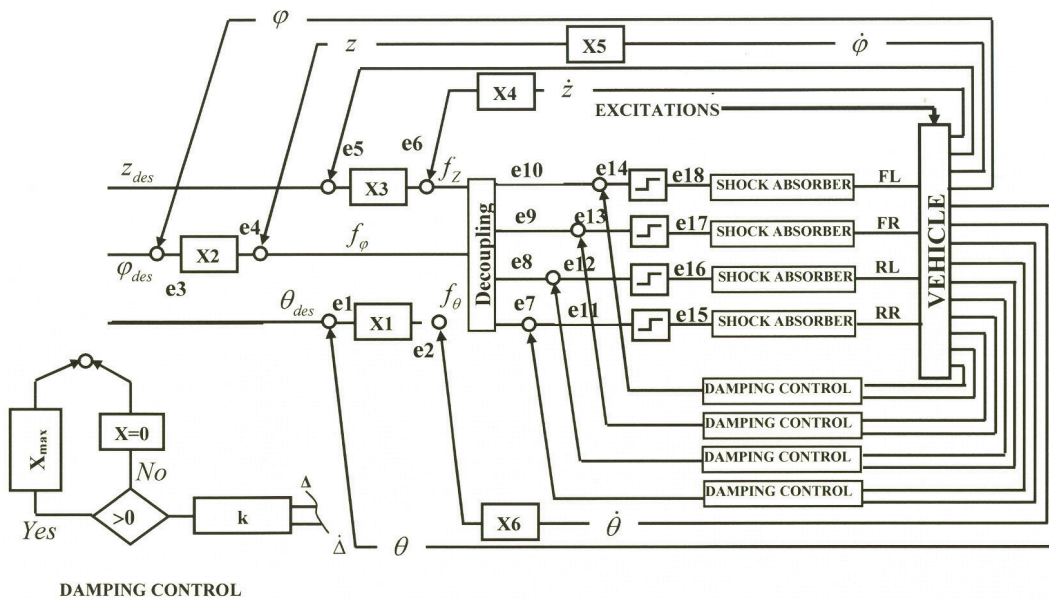 φ
z
X5
φ̇
X4
ż
EXCITATIONS
e6
e5
z_des
X3
f_Z
e10
e14
e18
SHOCK ABSORBER
FL
e9
e13
e17
SHOCK ABSORBER
FR
e4
X2
f_φ
φ_des
e3
Decoupling
e8
e12
e16
SHOCK ABSORBER
RL
VEHICLE
θ_des
e1
X1
f_θ
e2
e7
e11
e15
SHOCK ABSORBER
RR
DAMPING CONTROL
DAMPING CONTROL
DAMPING CONTROL
DAMPING CONTROL
X_max
X=0
No
Yes
>0
k
Δ
Δ̇
X6
θ̇
θ
DAMPING CONTROL